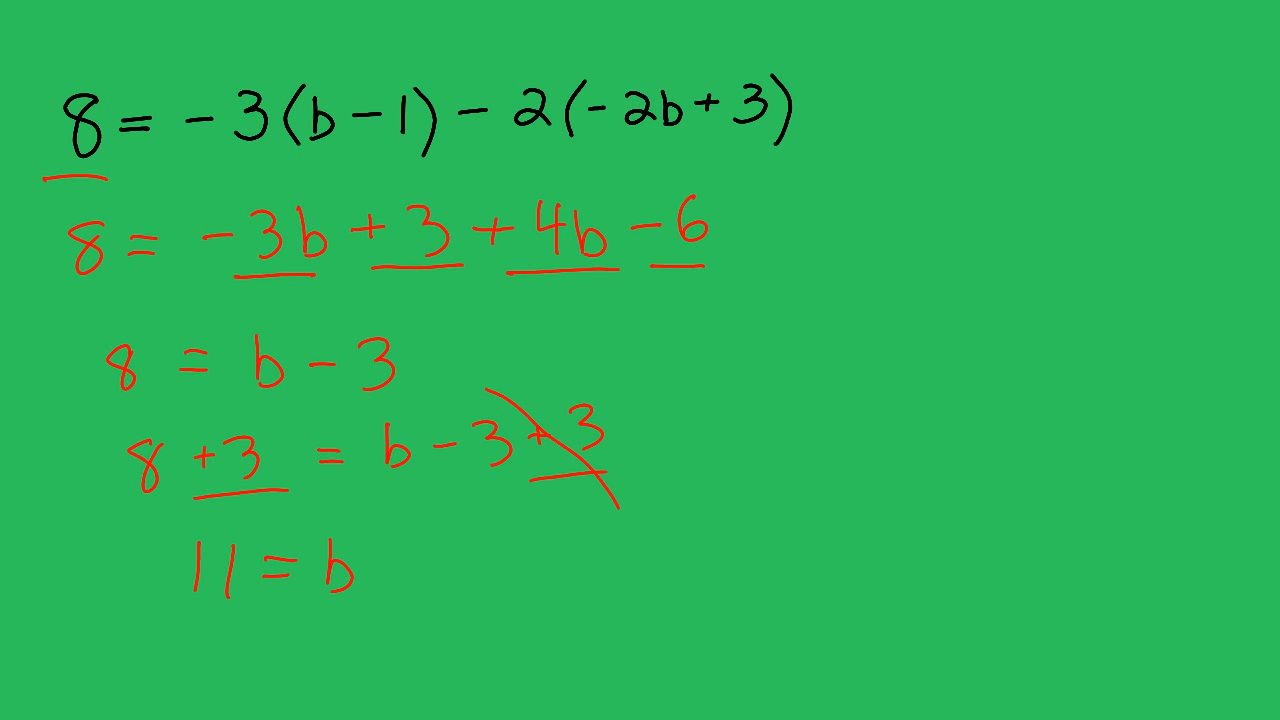 8 = - 3(b - 1) - 2(-2b + 3)
8 = - 3b + 3 + 4b - 6
8 = b - 3
8 + 3 = b - 3 + 3
11 = b